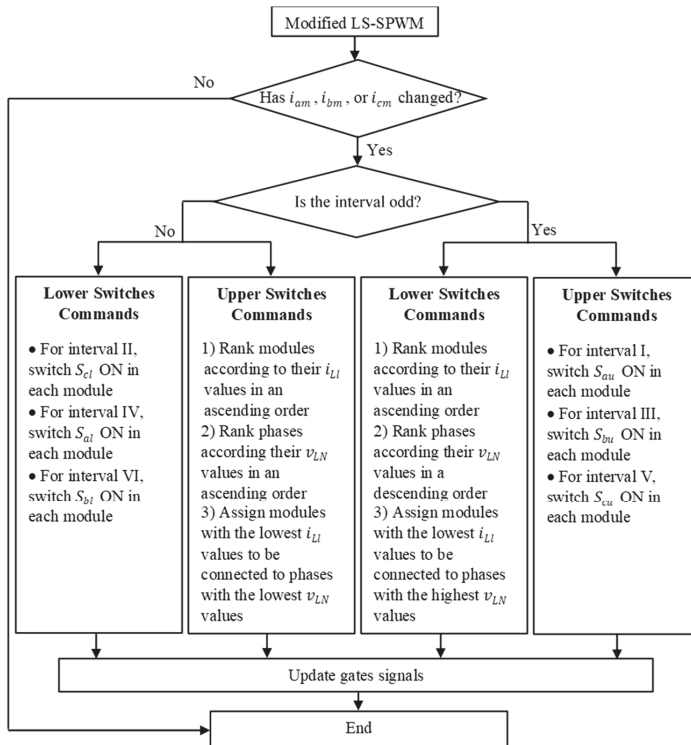 Modified LS-SPWM
No
Has i_am, i_bm, or i_cm changed?
Yes
Is the interval odd?
No
Yes
Lower Switches
Commands
● For interval II,
switch S_cl ON in
each module
● For interval IV,
switch S_al ON in
each module
● For interval VI,
switch S_bl ON in
each module
Upper Switches
Commands
1) Rank modules
according to their i_Ll
values in an
ascending order
2) Rank phases
according their v_LN
values in an
ascending order
3) Assign modules
with the lowest i_Ll
values to be
connected to phases
with the lowest v_LN
values
Lower Switches
Commands
1) Rank modules
according to their i_Ll
values in an
ascending order
2) Rank phases
according their v_LN
values in a
descending order
3) Assign modules
with the lowest i_Ll
values to be
connected to phases
with the highest v_LN
values
Upper Switches
Commands
● For interval I,
switch S_au ON in
each module
● For interval III,
switch S_bu ON in
each module
● For interval V,
switch S_cu ON in
each module
Update gates signals
End